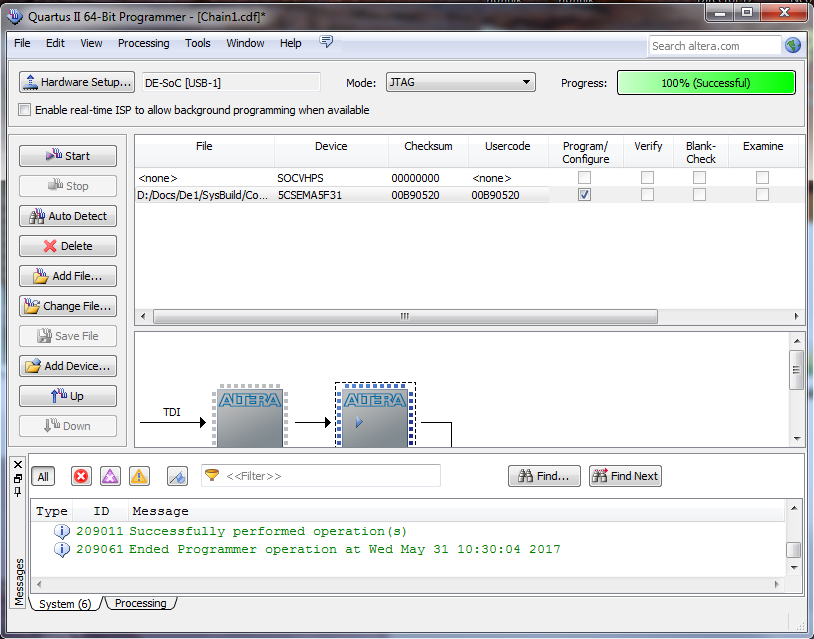 Quartus II 64-Bit Programmer - [Chain1.cdf]*
File Edit View Processing Tools Window Help
Search altera.com
Hardware Setup... DE-SoC [USB-1] Mode: JTAG Progress: 100% (Successful)
Enable real-time ISP to allow background programming when available
Start
Stop
Auto Detect
Delete
Add File...
Change File...
Save File
Add Device...
Up
Down
File Device Checksum Usercode Program/ Verify Blank- Examine
Configure Check
<none> SOCVHPS 00000000 <none>
D:/Docs/De1/SysBuild/Co... 5CSEMA5F31 00B90520 00B90520
TDI
ALTERA ALTERA
All <<Filter>> Find... Find Next
Type ID Message
209011 Successfully performed operation(s)
209061 Ended Programmer operation at Wed May 31 10:30:04 2017
Messages
System (6) Processing